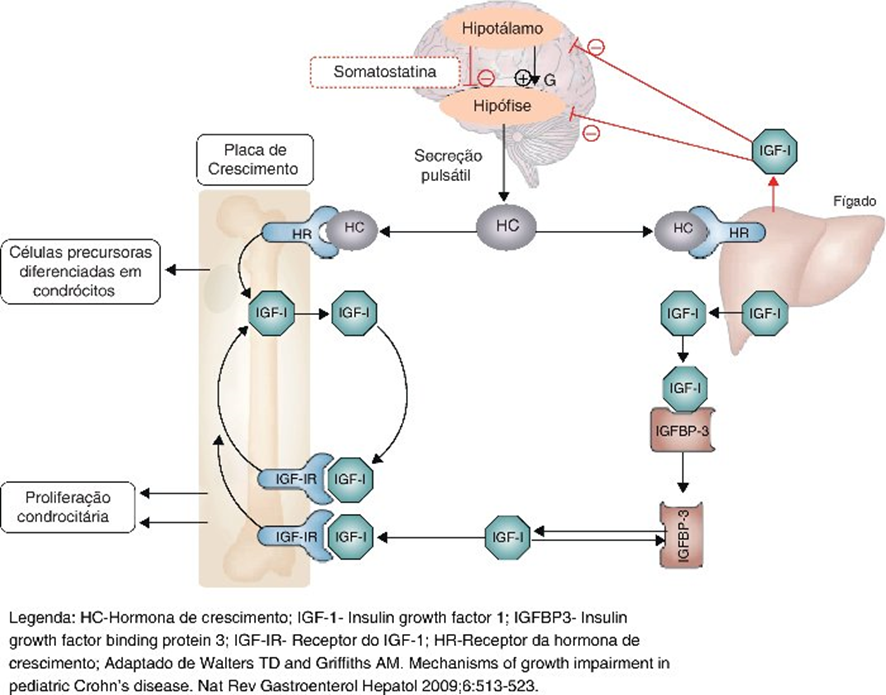 Hipotálamo
Somatostatina
−
+
G
Hipófise
−
−
Secreção
pulsátil
IGF-I
Fígado
Placa de
Crescimento
HR
HC
HC
HC
HR
Células precursoras
diferenciadas em
condrócitos
IGF-I
IGF-I
IGF-I
IGF-I
IGF-I
IGFBP-3
IGF-IR
IGF-I
Proliferação
condrocitária
IGF-IR
IGF-I
IGF-I
IGFBP-3
Legenda: HC-Hormona de crescimento; IGF-1- Insulin growth factor 1; IGFBP3- Insulin
growth factor binding protein 3; IGF-IR- Receptor do IGF-1; HR-Receptor da hormona de
crescimento; Adaptado de Walters TD and Griffiths AM. Mechanisms of growth impairment in
pediatric Crohn's disease. Nat Rev Gastroenterol Hepatol 2009;6:513-523.